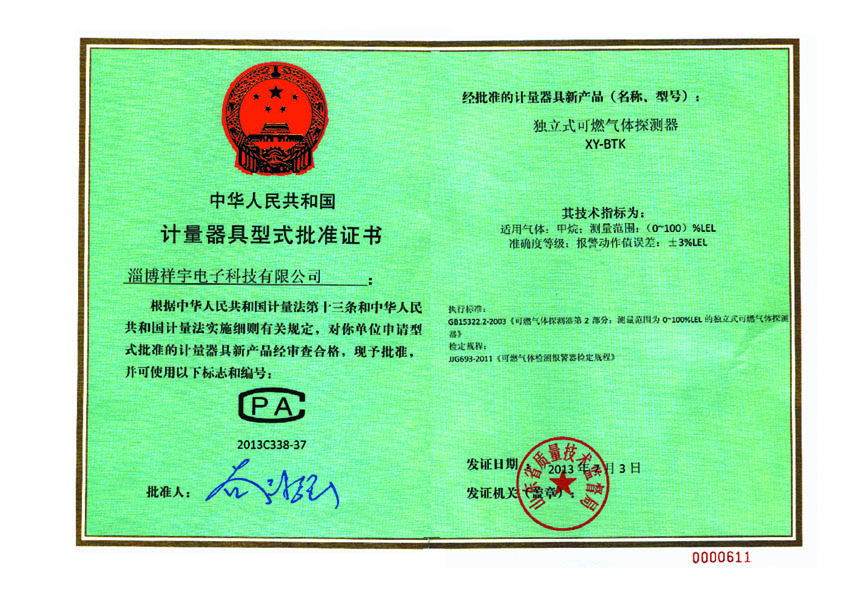 中华人民共和国
计量器具型式批准证书
淄博祥宇电子科技有限公司：
根据中华人民共和国计量法第十三条和中华人民
共和国计量法实施细则有关规定，对你单位申请型
式批准的计量器具新产品经审查合格，现予批准，
并可使用以下标志和编号：
CPA
2013C338-37
批准人：
经批准的计量器具新产品（名称、型号）：
独立式可燃气体探测器
XY-BTK
其技术指标为：
适用气体：甲烷；测量范围：（0~100）%LEL
准确度等级：报警动作值误差：±3%LEL
执行标准：
GB15322.2-2003《可燃气体探测器第 2 部分：测量范围为 0~100%LEL 的独立式可燃气体探测
器》
检定规程：
JJG693-2011《可燃气体检测报警器检定规程》
发证日期：2013 年 月 3 日
发证机关（盖章）：
山东省质量技术监督局
0000611